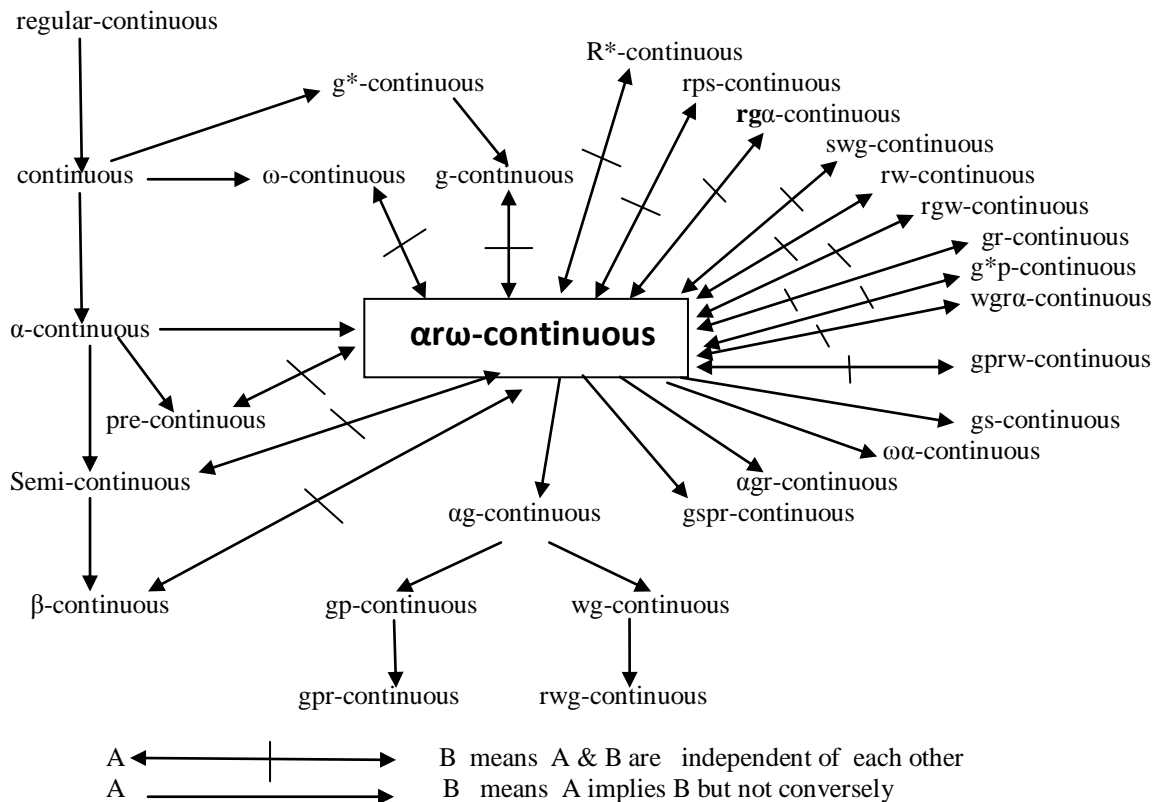 regular-continuous
R*-continuous
g*-continuous
rps-continuous
rgα-continuous
swg-continuous
continuous
ω-continuous
g-continuous
rw-continuous
rgw-continuous
gr-continuous
g*p-continuous
wgrα-continuous
α-continuous
αrω-continuous
gprw-continuous
pre-continuous
gs-continuous
ωα-continuous
Semi-continuous
αgr-continuous
αg-continuous
gspr-continuous
β-continuous
gp-continuous
wg-continuous
gpr-continuous
rwg-continuous
A B means A & B are independent of each other
A B means A implies B but not conversely